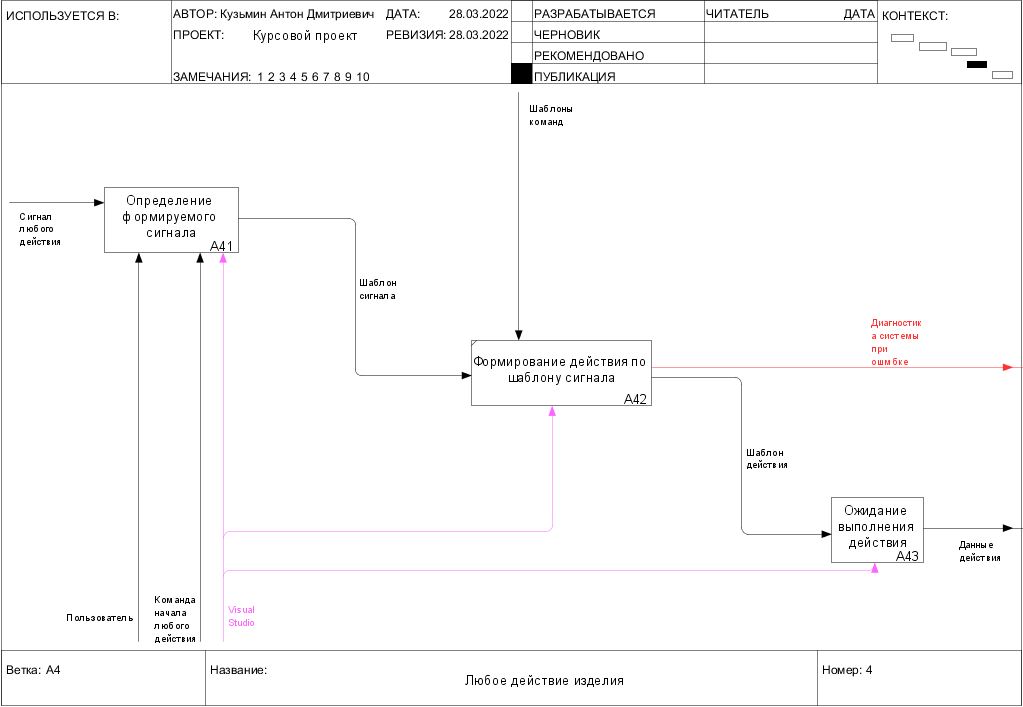 ИСПОЛЬЗУЕТСЯ В:
АВТОР: Кузьмин Антон Дмитриевич
ДАТА: 28.03.2022
ПРОЕКТ: Курсовой проект
РЕВИЗИЯ: 28.03.2022
ЗАМЕЧАНИЯ: 1 2 3 4 5 6 7 8 9 10
РАЗРАБАТЫВАЕТСЯ
ЧЕРНОВИК
РЕКОМЕНДОВАНО
ПУБЛИКАЦИЯ
ЧИТАТЕЛЬ
ДАТА
КОНТЕКСТ:
Шаблоны
команд
Сигнал
любого
действия
Определение
формируемого
сигнала
A41
Шаблон
сигнала
Диагностик
а системы
при
ошмбке
Формирование действия по
шаблону сигнала
A42
Шаблон
действия
Ожидание
выполнения
действия
A43
Данные
действия
Пользователь
Команда
начала
любого
действия
Visual
Studio
Ветка: A4
Название:
Любое действие изделия
Номер: 4